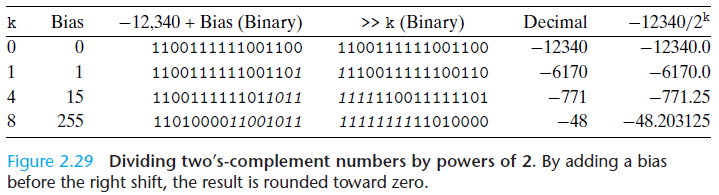 k Bias −12,340 + Bias (Binary) >> k (Binary) Decimal −12340/2^k
0 0 1100111111001100 1100111111001100 −12340 −12340.0
1 1 1100111111001101 1110011111100110 −6170 −6170.0
4 15 1100111111011011 1111110011111101 −771 −771.25
8 255 1101000011001011 1111111111010000 −48 −48.203125
Figure 2.29 Dividing two's-complement numbers by powers of 2. By adding a bias
before the right shift, the result is rounded toward zero.